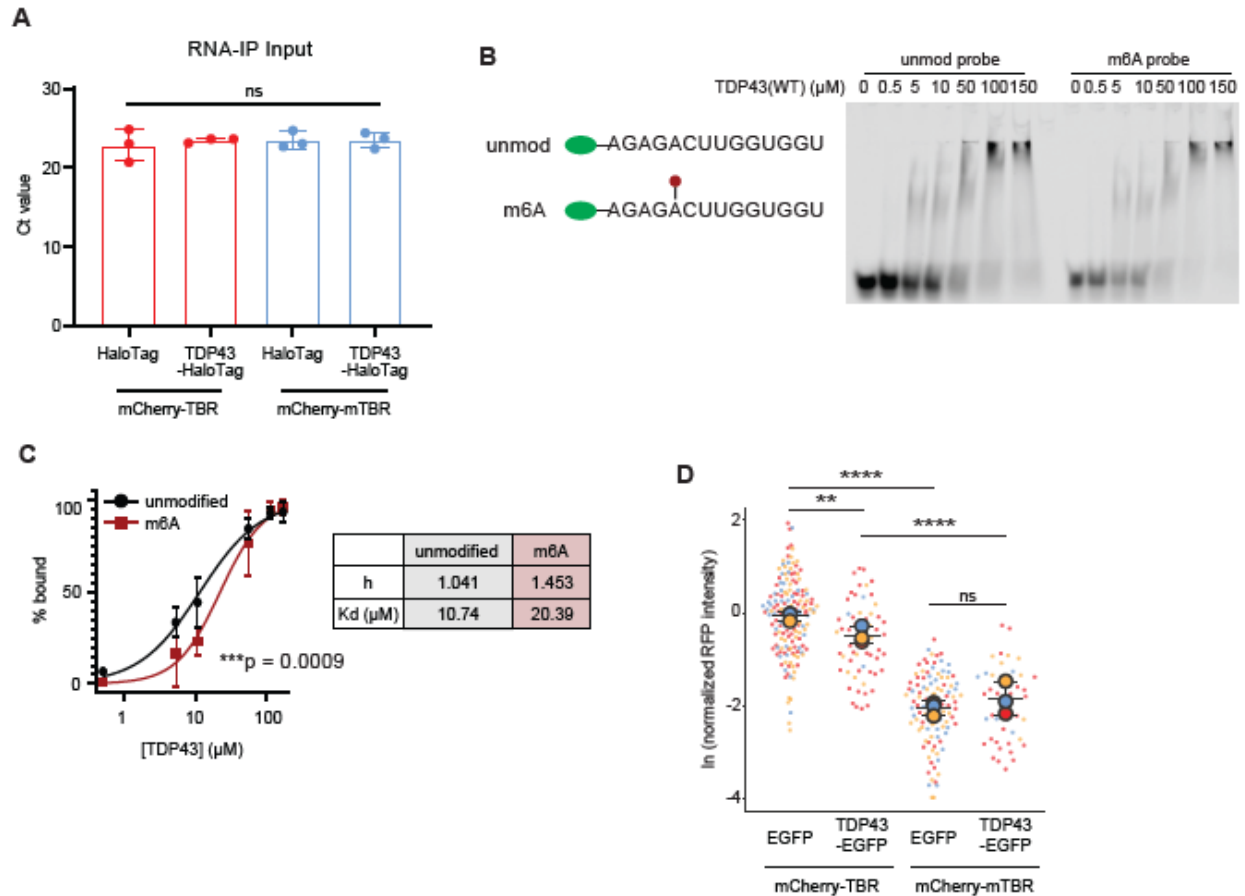 A
RNA-IP Input
ns
30
20
10
0
Ct value
HaloTag
TDP43
-HaloTag
HaloTag
TDP43
-HaloTag
mCherry-TBR
mCherry-mTBR
B
unmod probe
m6A probe
TDP43(WT) (µM)
0 0.5 5 10 50 100 150
0 0.5 5 10 50 100 150
unmod
AGAGACUUGGUGGU
m6A
AGAGACUUGGUGGU
C
unmodified
m6A
100
50
0
% bound
***p = 0.0009
1 10 100
[TDP43] (µM)
unmodified m6A
h 1.041 1.453
Kd (µM) 10.74 20.39
D
****
**
****
ns
2
0
-2
-4
ln (normalized RFP intensity)
EGFP
TDP43
-EGFP
EGFP
TDP43
-EGFP
mCherry-TBR
mCherry-mTBR